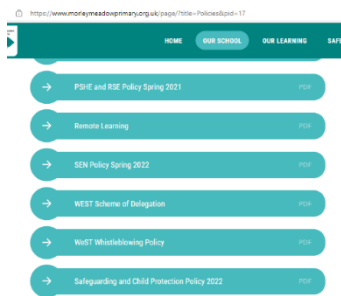 https://www.morleymeadowprimary.org.uk/page/?title=Policies&pid=17
HOME OUR SCHOOL OUR LEARNING SAFE
PSHE and RSE Policy Spring 2021 PDF
Remote Learning PDF
SEN Policy Spring 2022 PDF
WEST Scheme of Delegation PDF
WeST Whistleblowing Policy PDF
Safeguarding and Child Protection Policy 2022 PDF